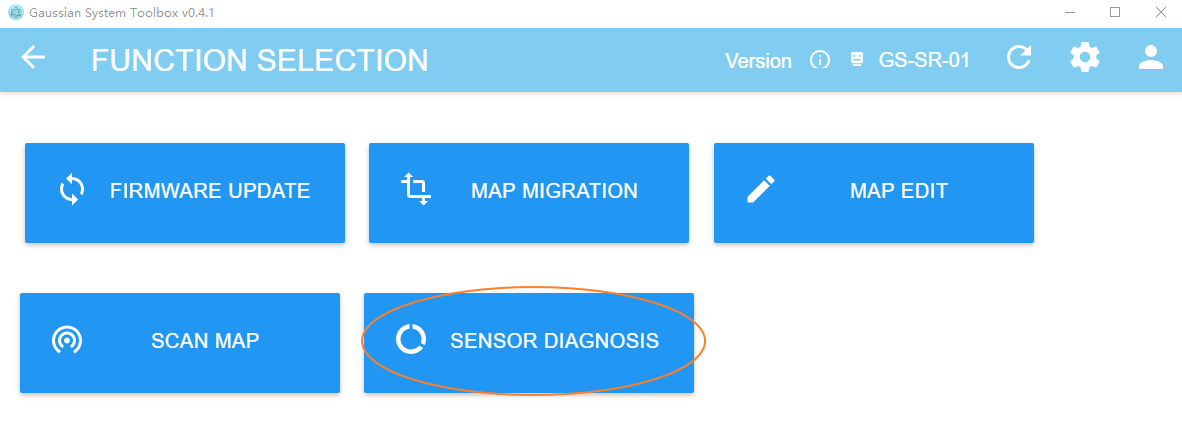 Gaussian System Toolbox v0.4.1
FUNCTION SELECTION Version GS-SR-01
FIRMWARE UPDATE MAP MIGRATION MAP EDIT
SCAN MAP SENSOR DIAGNOSIS